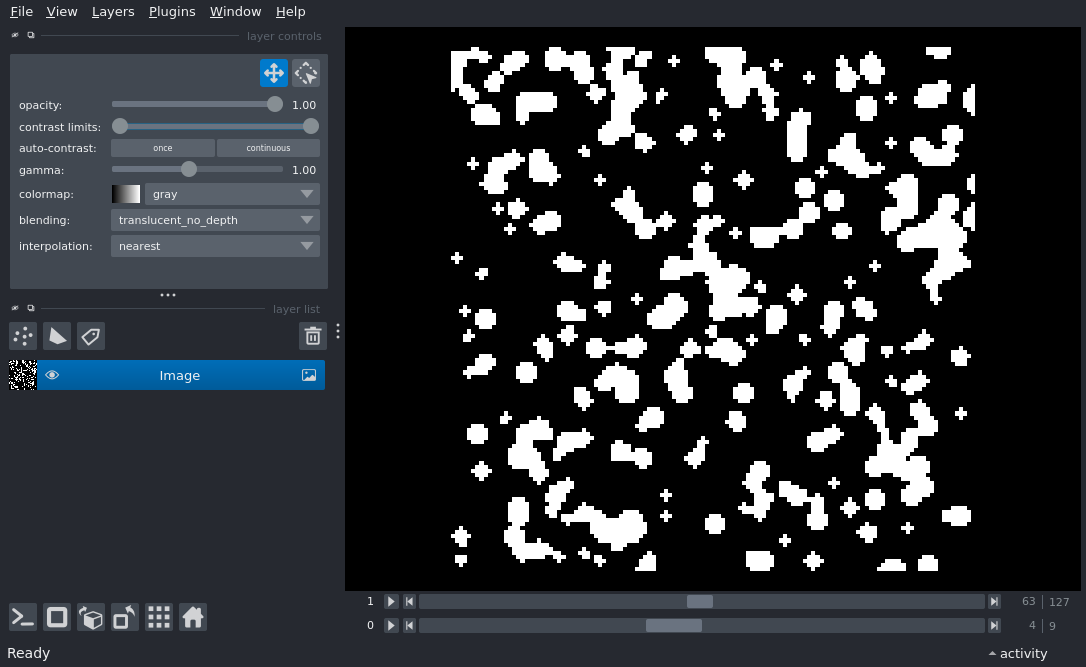 File View Layers Plugins Window Help
layer controls
opacity: 1.00
contrast limits:
auto-contrast: once continuous
gamma: 1.00
colormap: gray
blending: translucent_no_depth
interpolation: nearest
layer list
Image
1 63 127
0 4 9
Ready activity